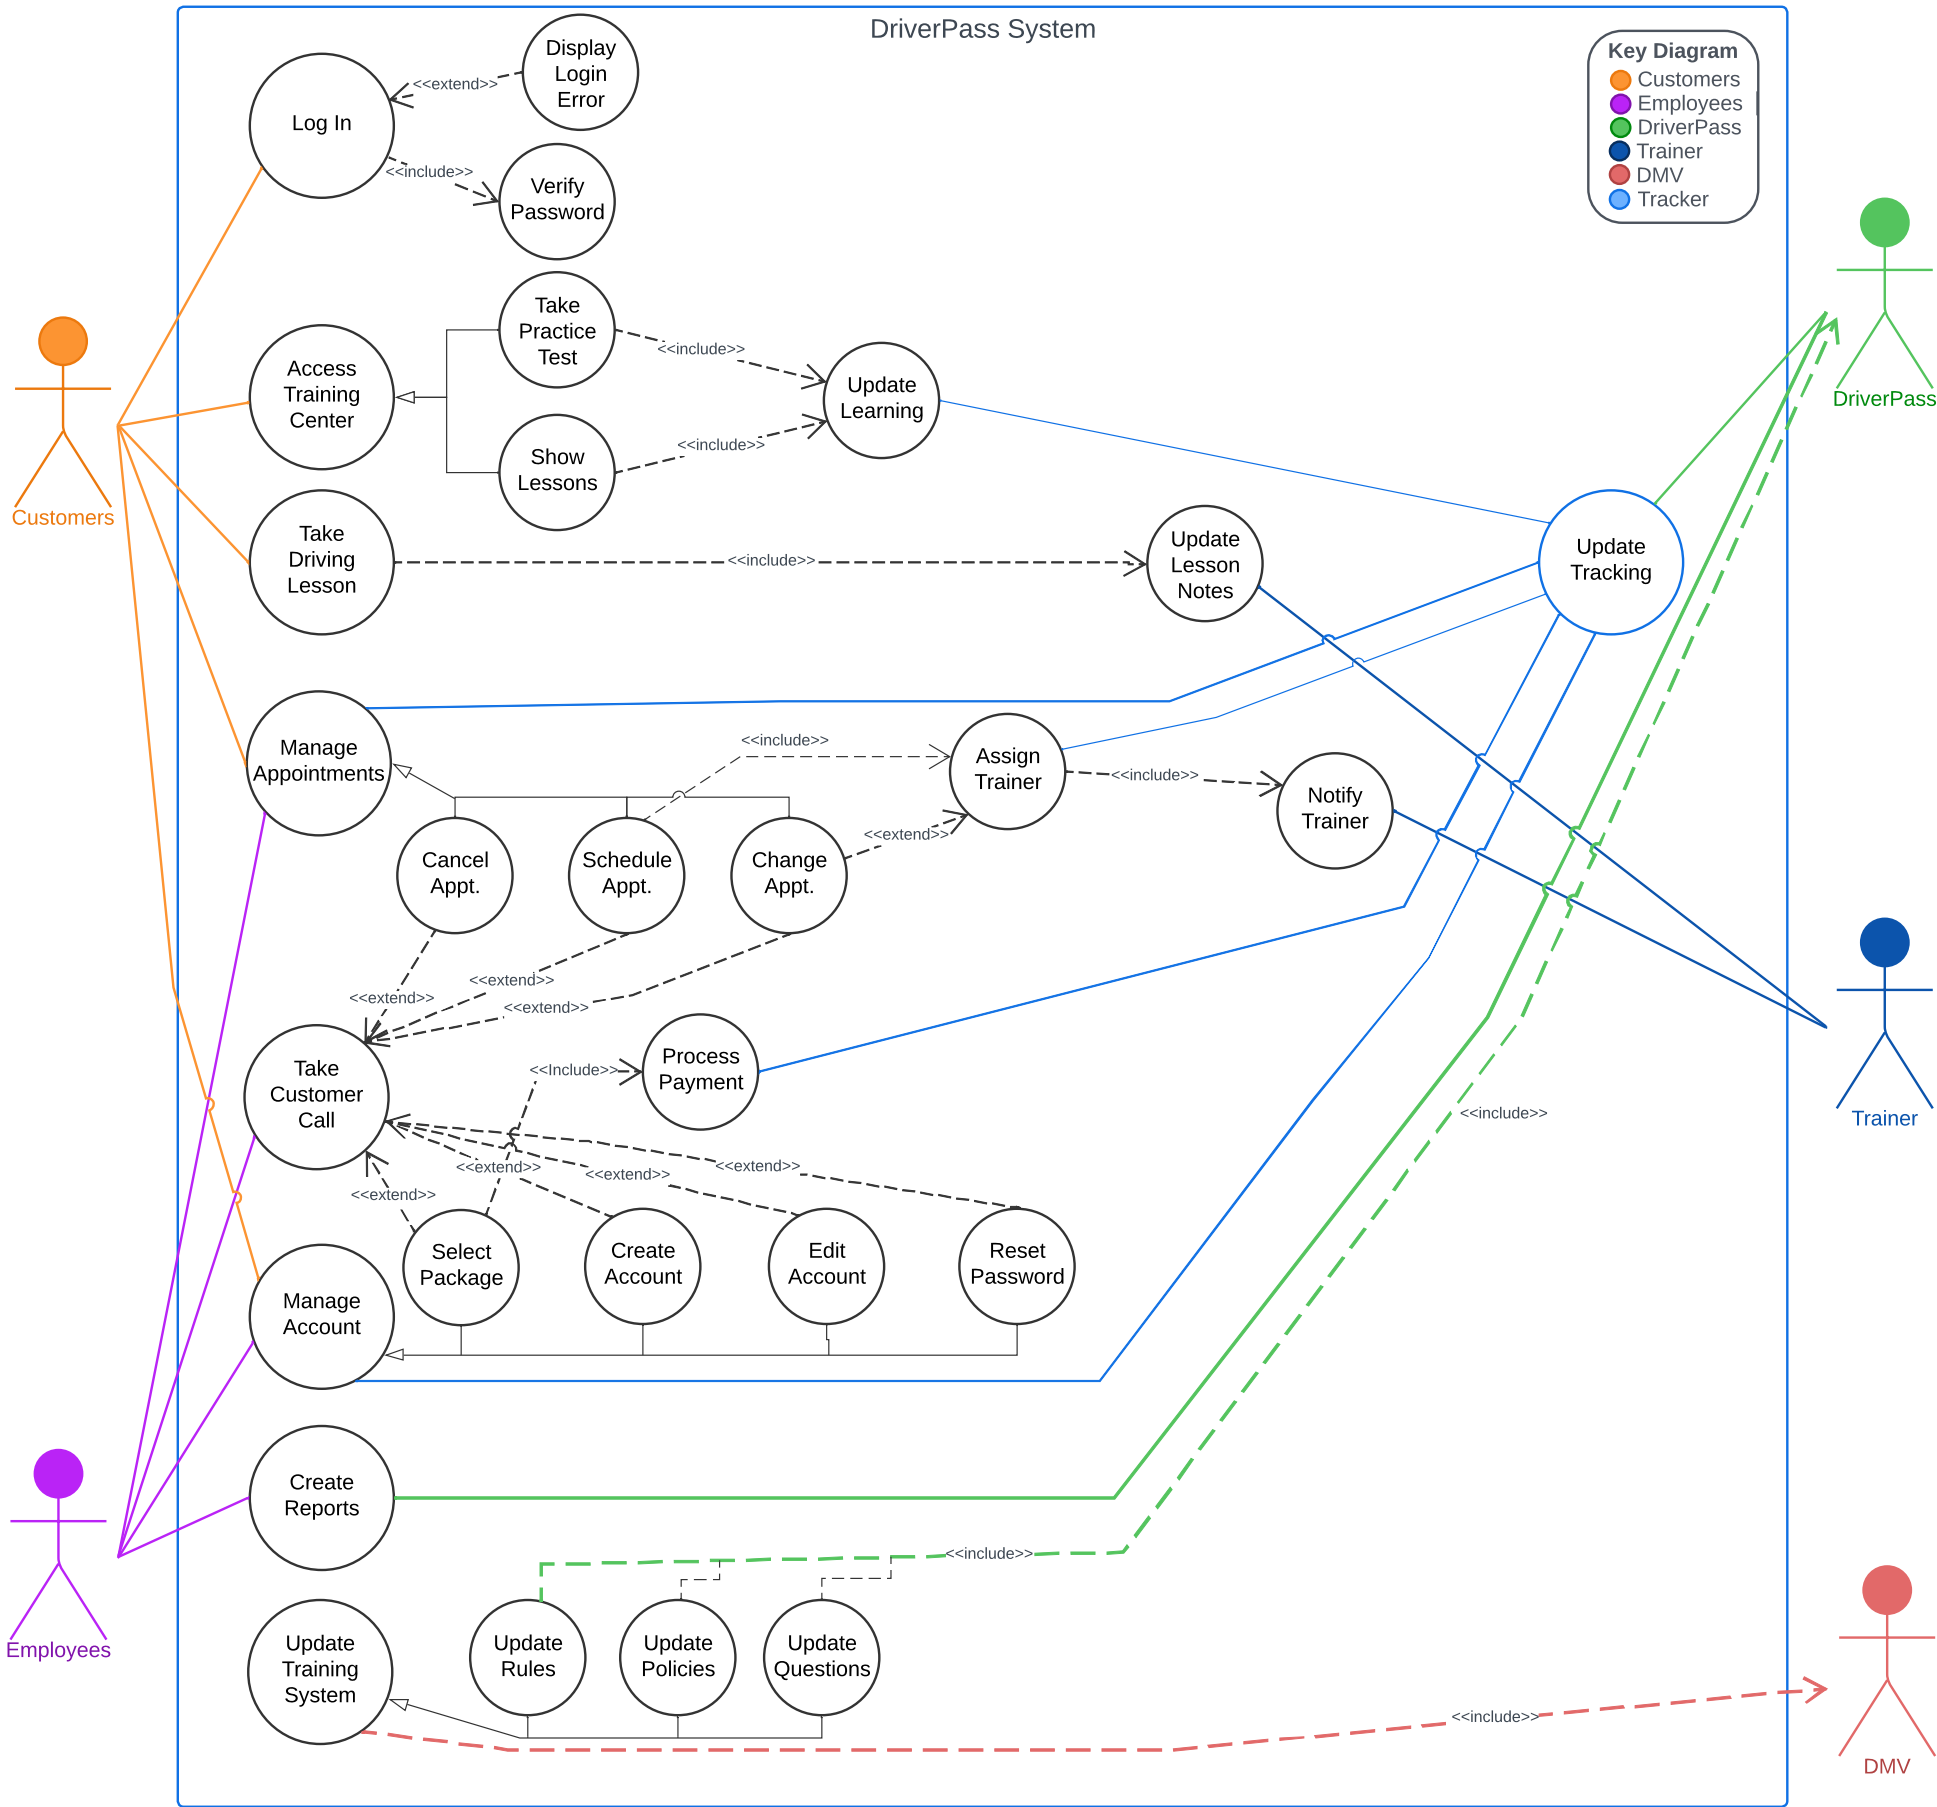 DriverPass System
Key Diagram
Customers
Employees
DriverPass
Trainer
DMV
Tracker
Log In
<<extend>>
Display
Login
Error
<<include>>
Verify
Password
Customers
Access
Training
Center
Take
Practice
Test
<<include>>
Show
Lessons
<<include>>
Update
Learning
DriverPass
Take
Driving
Lesson
<<include>>
Update
Lesson
Notes
Update
Tracking
Manage
Appointments
<<include>>
Assign
Trainer
<<include>>
Notify
Trainer
Cancel
Appt.
Schedule
Appt.
Change
Appt.
<<extend>>
<<extend>>
<<extend>>
<<extend>>
Take
Customer
Call
<<Include>>
Process
Payment
<<include>>
Trainer
<<extend>>
<<extend>>
<<extend>>
<<extend>>
Manage
Account
Select
Package
Create
Account
Edit
Account
Reset
Password
Create
Reports
Employees
<<include>>
Update
Training
System
Update
Rules
Update
Policies
Update
Questions
<<include>>
DMV